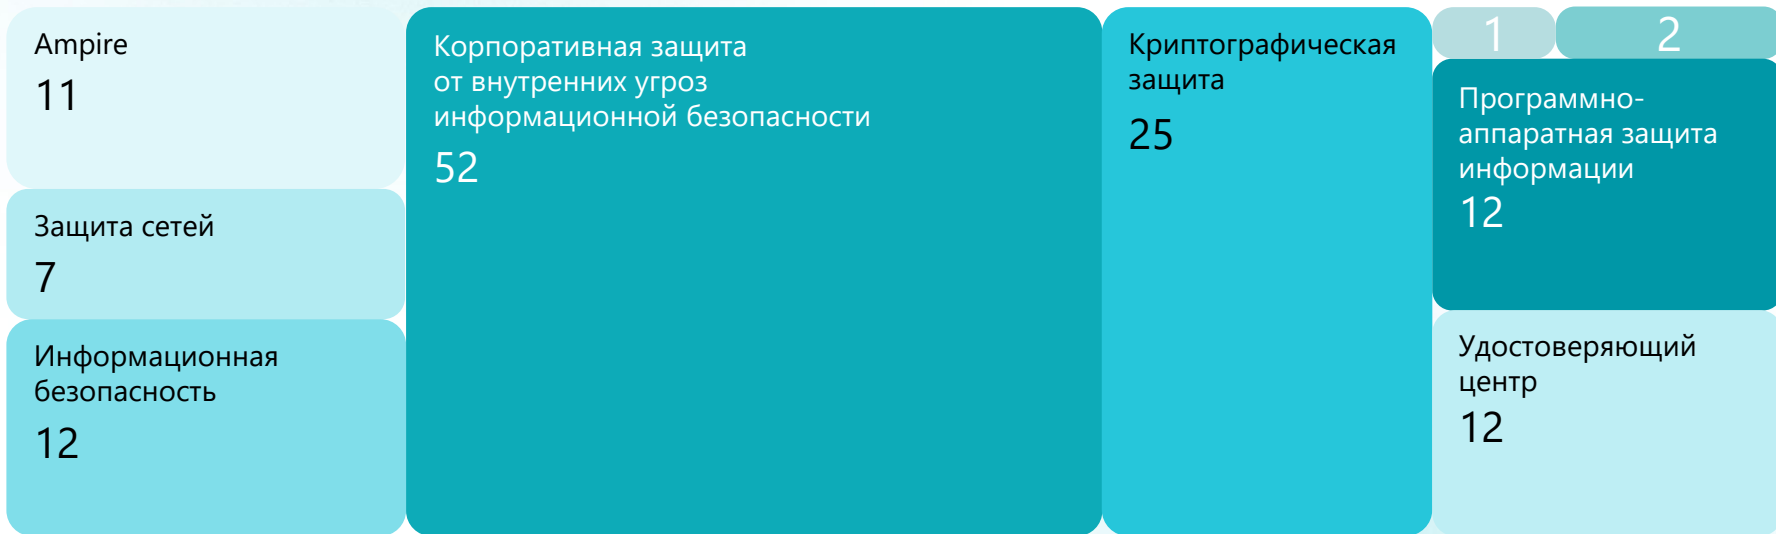 Ampire
11
Защита сетей
7
Информационная
безопасность
12
Корпоративная защита
от внутренних угроз
информационной безопасности
52
Криптографическая
защита
25
1
2
Программно-
аппаратная защита
информации
12
Удостоверяющий
центр
12